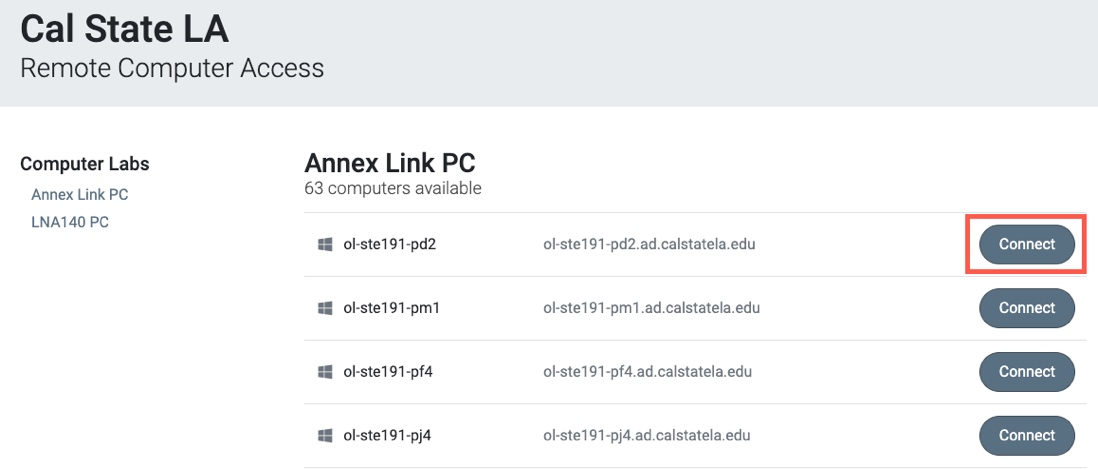 Cal State LA
Remote Computer Access
Computer Labs
Annex Link PC
LNA140 PC
Annex Link PC
63 computers available
ol-ste191-pd2 ol-ste191-pd2.ad.calstatela.edu Connect
ol-ste191-pm1 ol-ste191-pm1.ad.calstatela.edu Connect
ol-ste191-pf4 ol-ste191-pf4.ad.calstatela.edu Connect
ol-ste191-pj4 ol-ste191-pj4.ad.calstatela.edu Connect